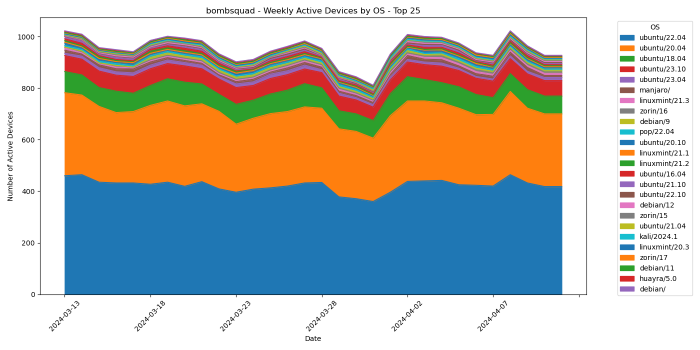 bombsquad - Weekly Active Devices by OS - Top 25
Number of Active Devices
1000
800
600
400
200
0
2024-03-13
2024-03-18
2024-03-23
2024-03-28
2024-04-02
2024-04-07
Date
OS
ubuntu/22.04
ubuntu/20.04
ubuntu/18.04
ubuntu/23.10
ubuntu/23.04
manjaro/
linuxmint/21.3
zorin/16
debian/9
pop/22.04
ubuntu/20.10
linuxmint/21.1
linuxmint/21.2
ubuntu/16.04
ubuntu/21.10
ubuntu/22.10
debian/12
zorin/15
ubuntu/21.04
kali/2024.1
linuxmint/20.3
zorin/17
debian/11
huayra/5.0
debian/